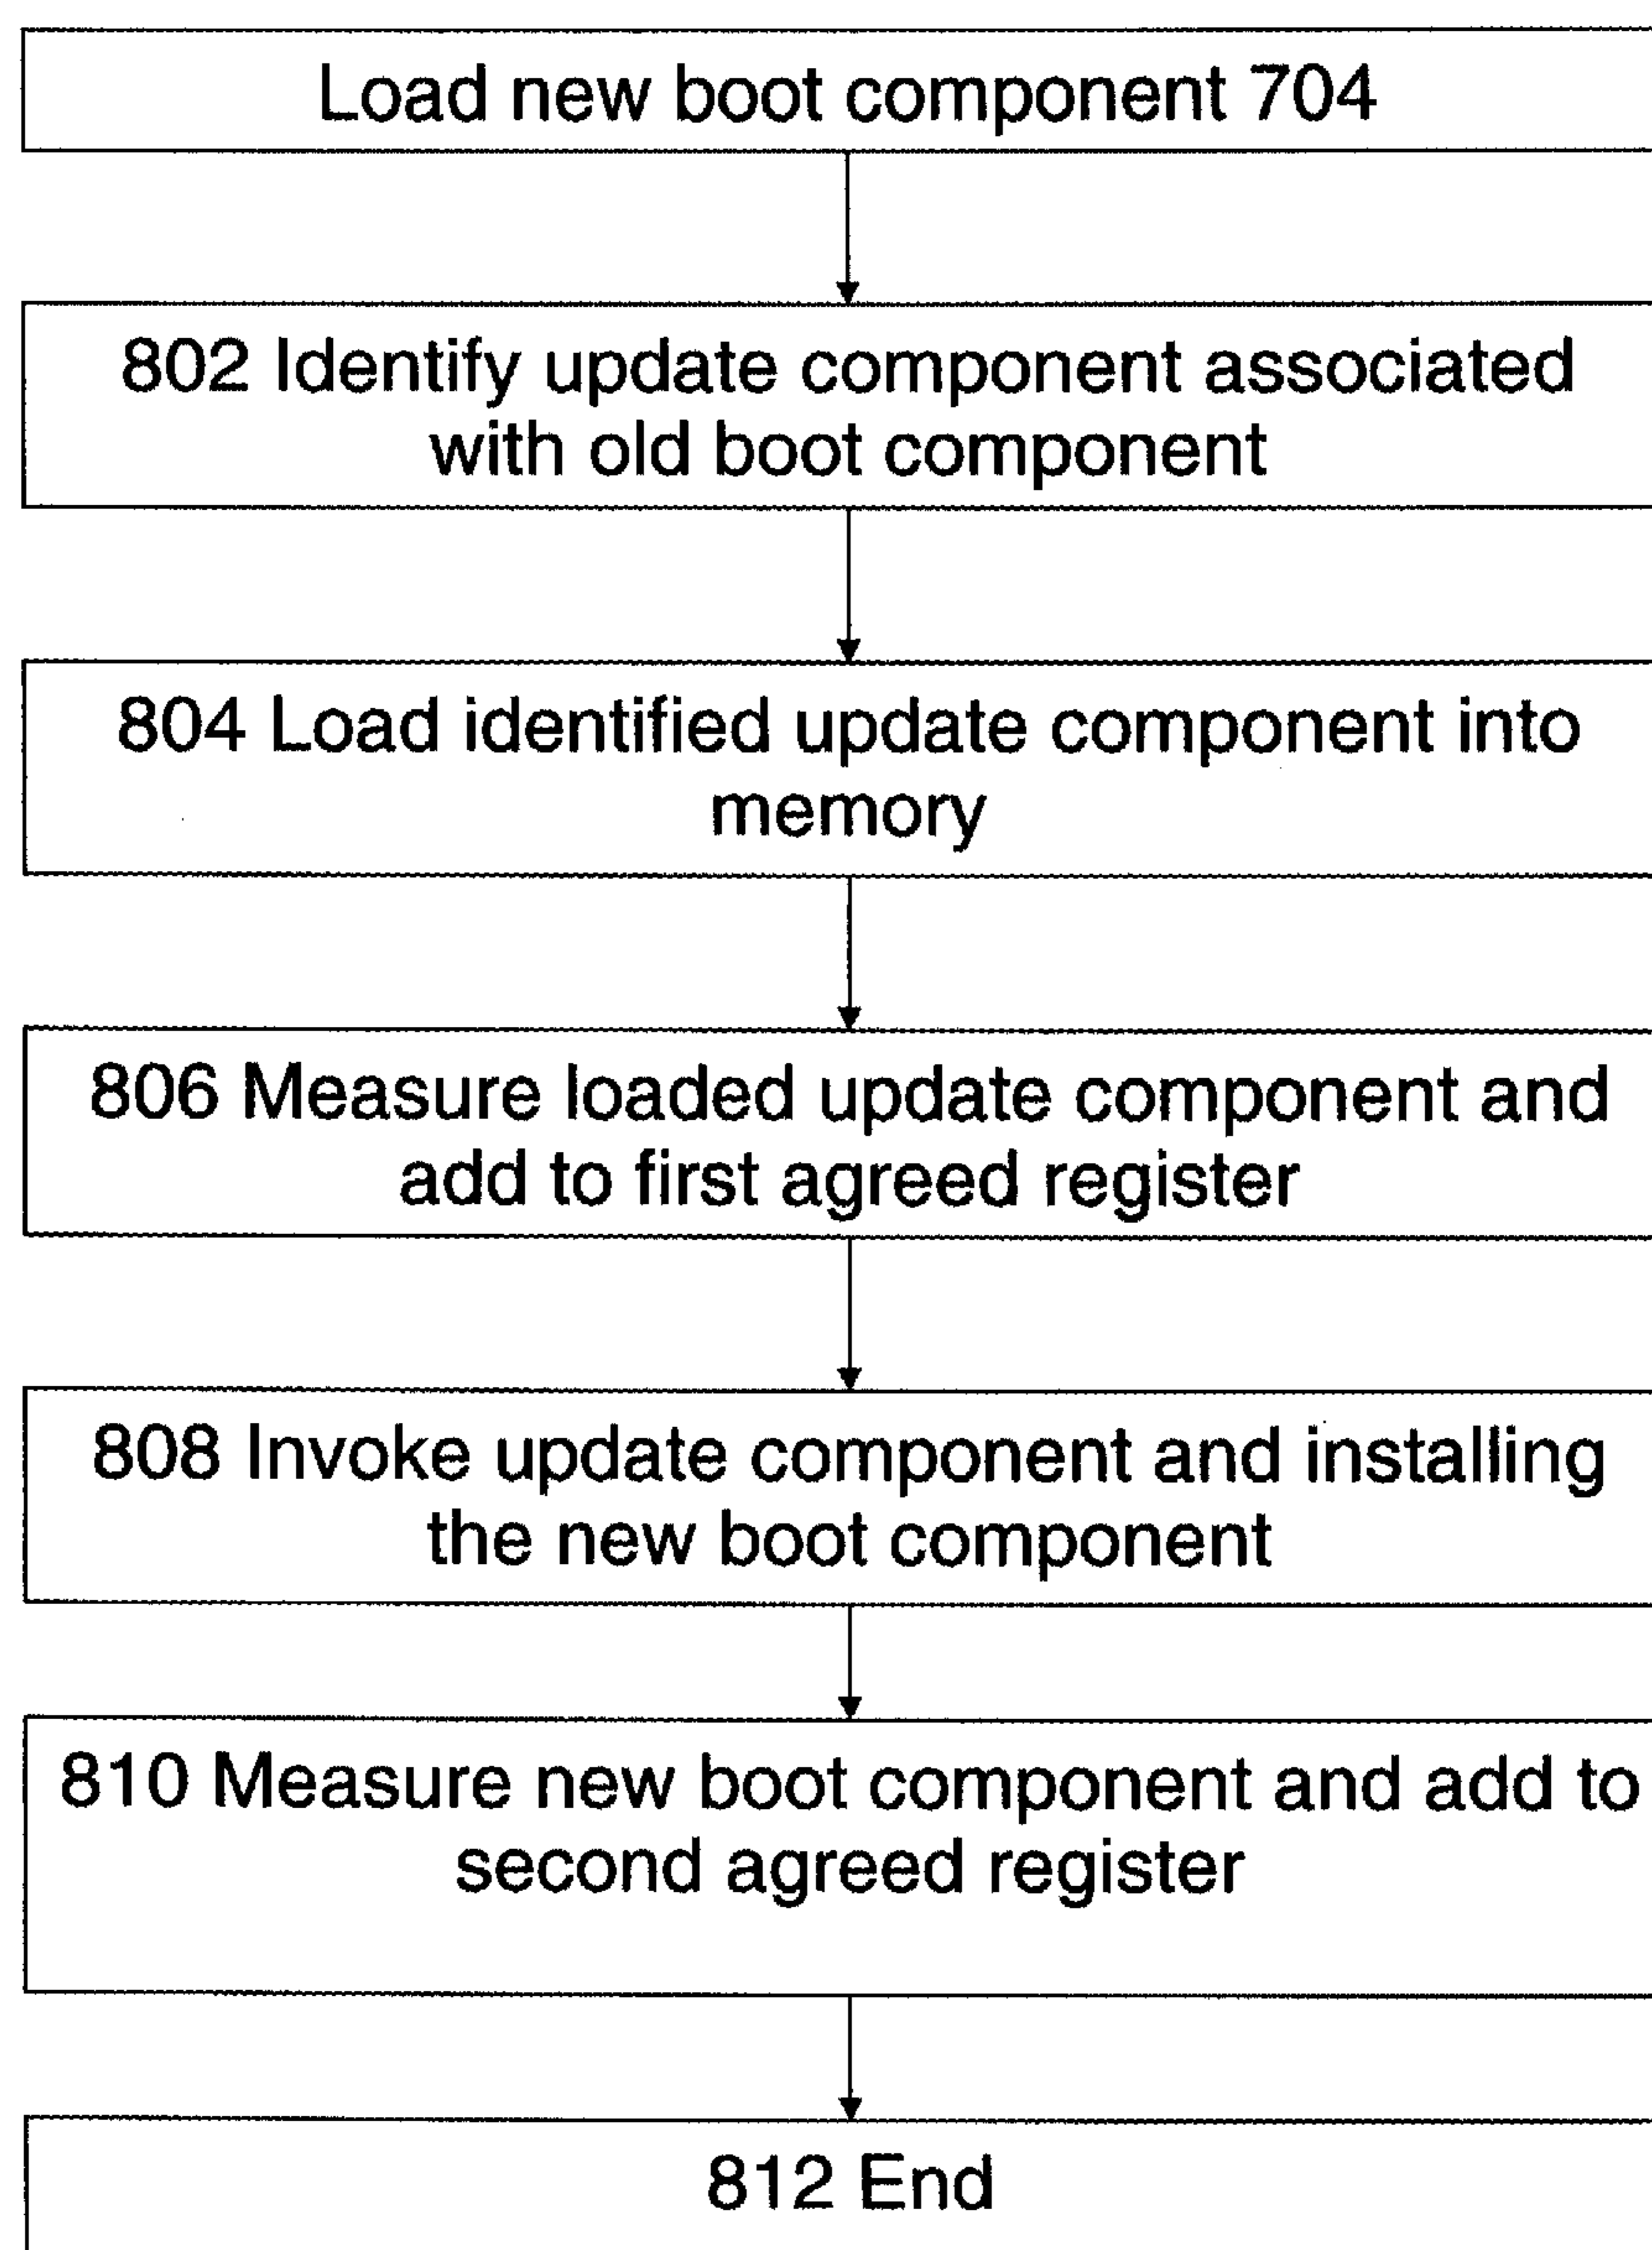 Load new boot component 704
802 Identify update component associated
with old boot component
804 Load identified update component into
memory
806 Measure loaded update component and
add to first agreed register
808 Invoke update component and installing
the new boot component
810 Measure new boot component and add to
second agreed register
812 End